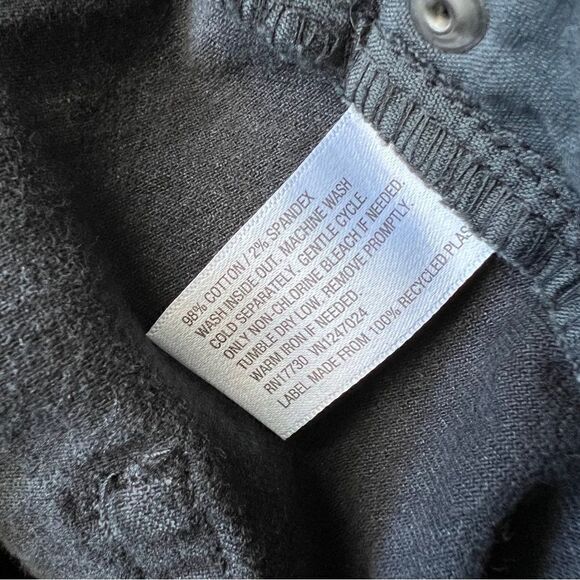 98% COTTON / 2% SPANDEX
WASH INSIDE OUT. MACHINE WASH
COLD SEPARATELY. GENTLE CYCLE
ONLY NON-CHLORINE BLEACH IF NEEDED.
TUMBLE DRY LOW. REMOVE PROMPTLY.
WARM IRON IF NEEDED.
RN17730 VN1247024
LABEL MADE FROM 100% RECYCLED PLAS